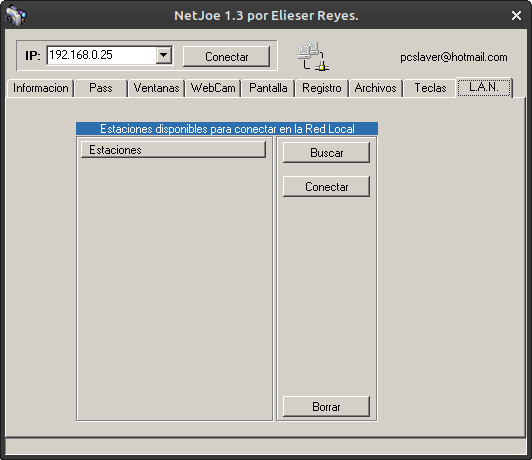 NetJoe 1.3 por Elieser Reyes.
IP: 192.168.0.25 Conectar pcslaver@hotmail.com
Informacion Pass Ventanas WebCam Pantalla Registro Archivos Teclas L.A.N.
Estaciones disponibles para conectar en la Red Local
Estaciones Buscar
Conectar
Borrar